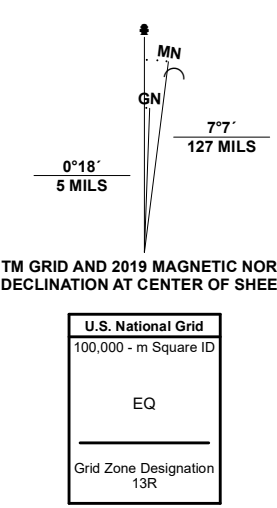 MN
GN
7°7´
127 MILS
0°18´
5 MILS
TM GRID AND 2019 MAGNETIC NOR
DECLINATION AT CENTER OF SHEE
U.S. National Grid
100,000 - m Square ID
EQ
Grid Zone Designation
13R